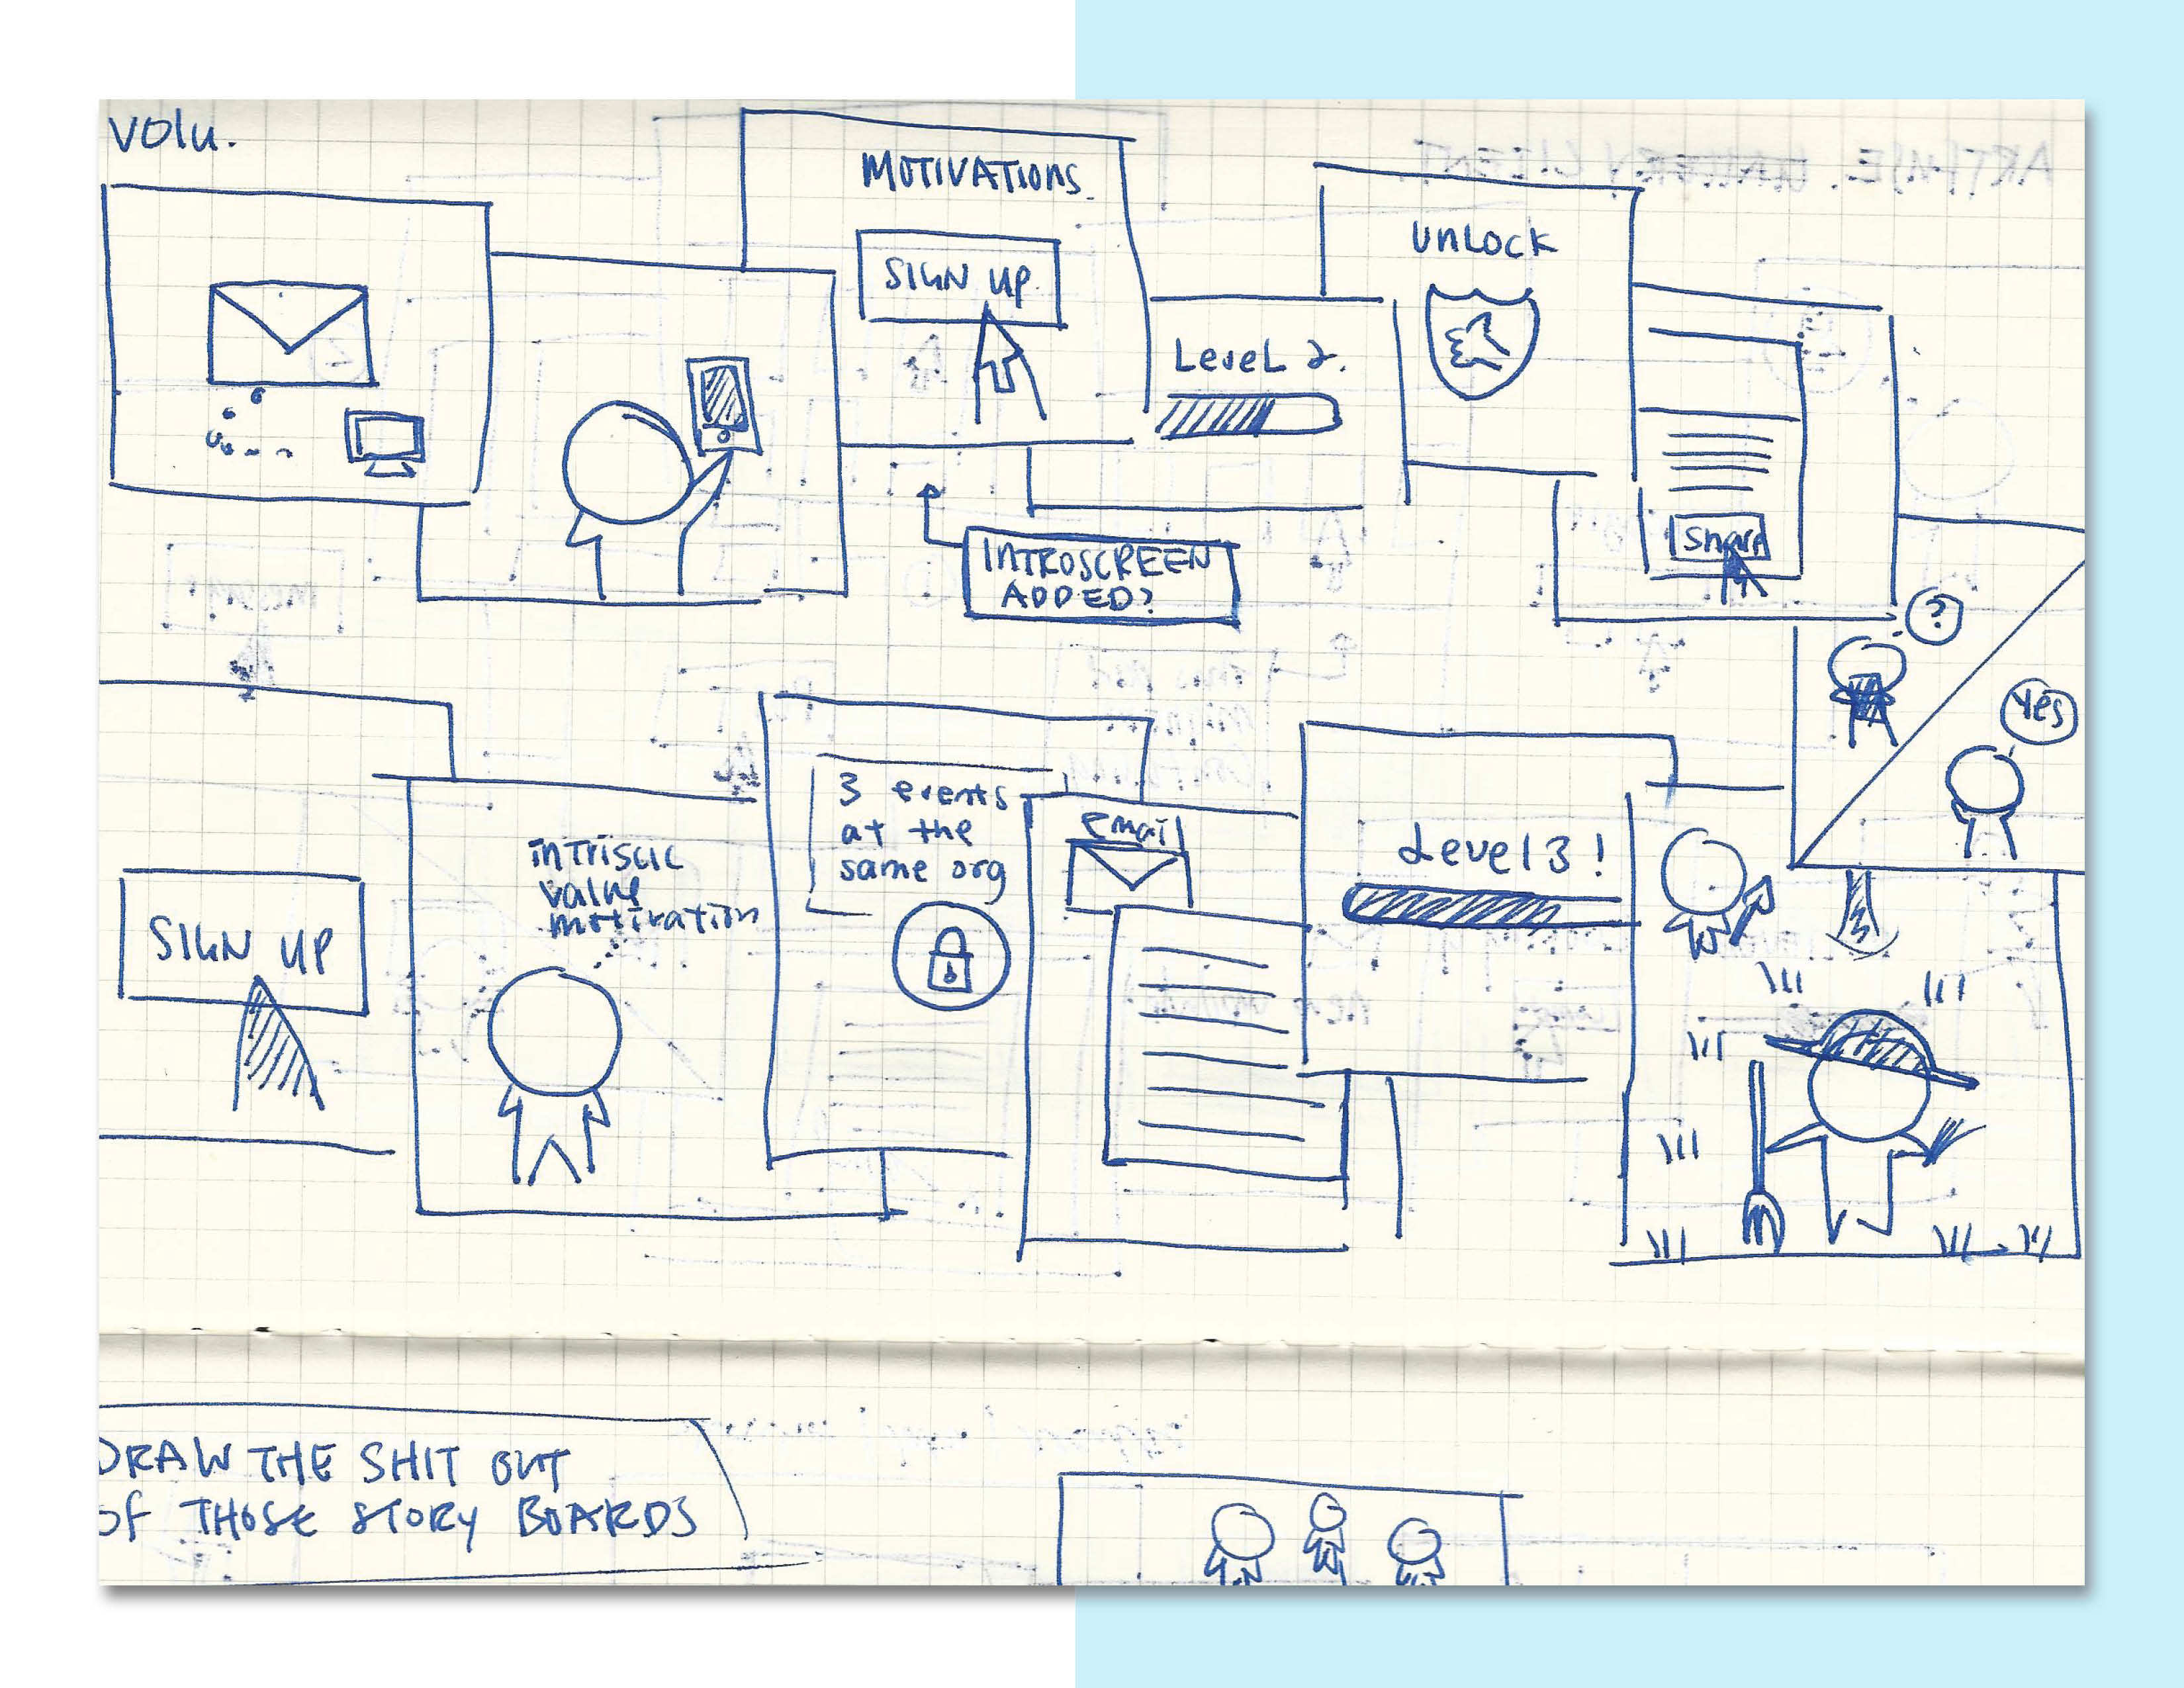 volu.
MOTIVATIONS.
SIGN UP.
LeveL 2.
UNLOCK
Share
INTROSCREEN
ADDED?
?
Yes
SIGN UP
intrisic
value
motivation
3 events
at the
same org
email
Level 3!
DRAW THE SHIT OUT
OF THOSE STORY BOARDS